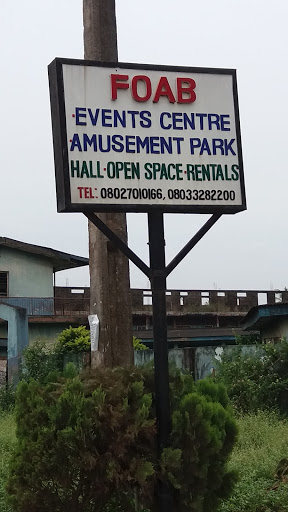 FOAB
·EVENTS CENTRE
AMUSEMENT PARK
HALL·OPEN SPACE·RENTALS
TEL: 08027010166, 08033282200